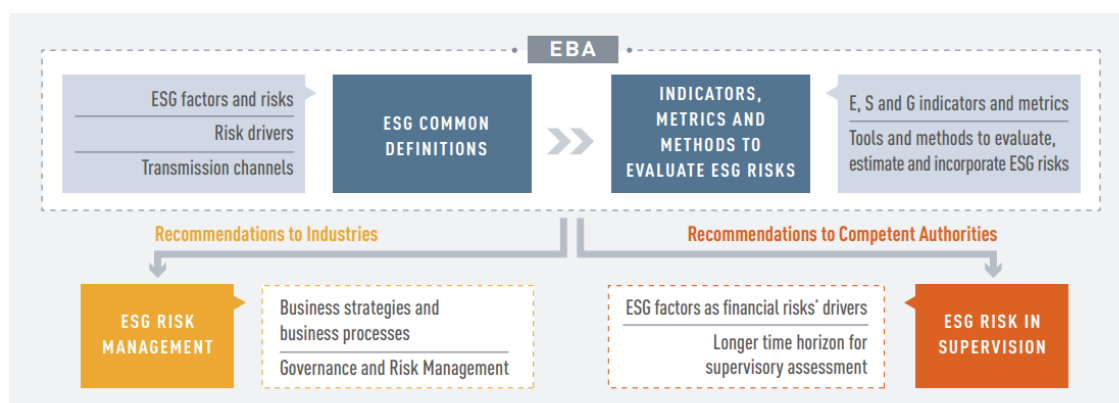 EBA
ESG factors and risks
Risk drivers
Transmission channels
ESG COMMON
DEFINITIONS
INDICATORS,
METRICS AND
METHODS TO
EVALUATE ESG RISKS
E, S and G indicators and metrics
Tools and methods to evaluate,
estimate and incorporate ESG risks
Recommendations to Industries
Recommendations to Competent Authorities
ESG RISK
MANAGEMENT
Business strategies and
business processes
Governance and Risk Management
ESG factors as financial risks' drivers
Longer time horizon for
supervisory assessment
ESG RISK IN
SUPERVISION